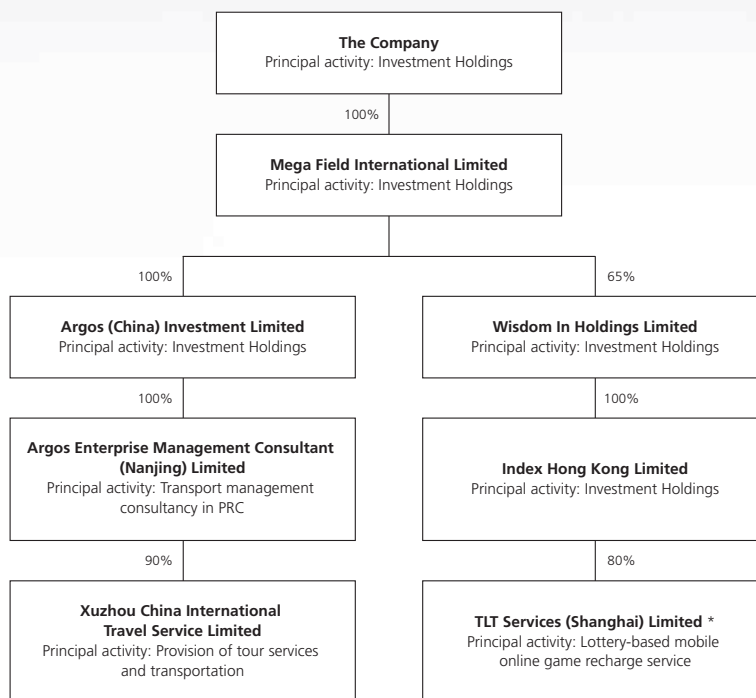 The Company
Principal activity: Investment Holdings
100%
Mega Field International Limited
Principal activity: Investment Holdings
100%
65%
Argos (China) Investment Limited
Principal activity: Investment Holdings
Wisdom In Holdings Limited
Principal activity: Investment Holdings
100%
100%
Argos Enterprise Management Consultant
(Nanjing) Limited
Principal activity: Transport management
consultancy in PRC
Index Hong Kong Limited
Principal activity: Investment Holdings
90%
80%
Xuzhou China International
Travel Service Limited
Principal activity: Provision of tour services
and transportation
TLT Services (Shanghai) Limited *
Principal activity: Lottery-based mobile
online game recharge service